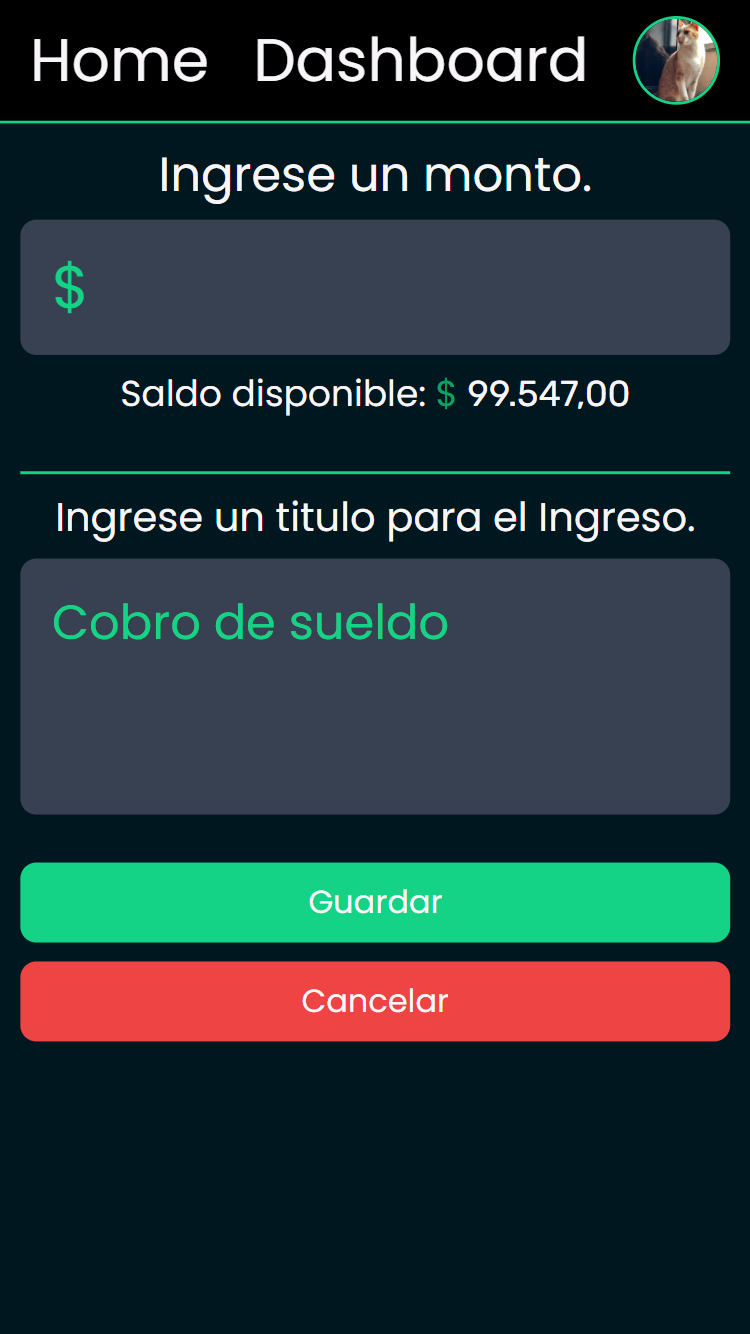 Home Dashboard
Ingrese un monto.
$
Saldo disponible: $ 99.547,00
Ingrese un titulo para el Ingreso.
Cobro de sueldo
Guardar
Cancelar